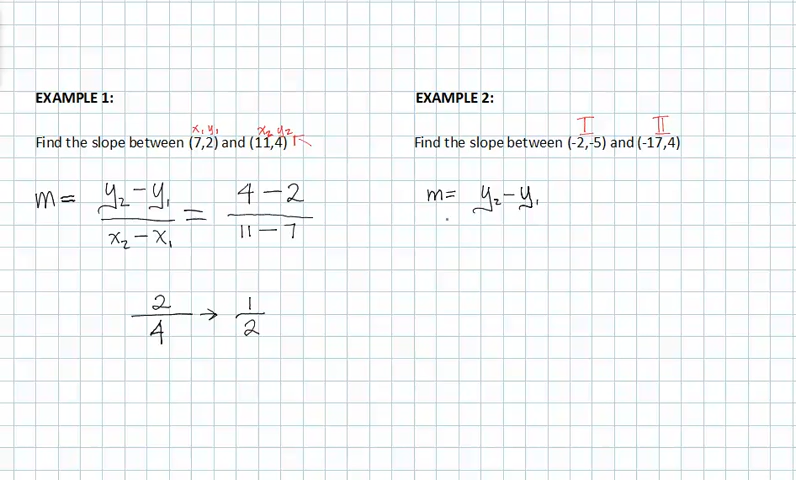 EXAMPLE 1:
x₁ y₁ x₂ y₂
Find the slope between (7,2) and (11,4)
m = y₂ - y₁ = 4 - 2
x₂ - x₁ 11 - 7
2 → 1
4 2
EXAMPLE 2:
I II
Find the slope between (-2,-5) and (-17,4)
m = y₂ - y₁